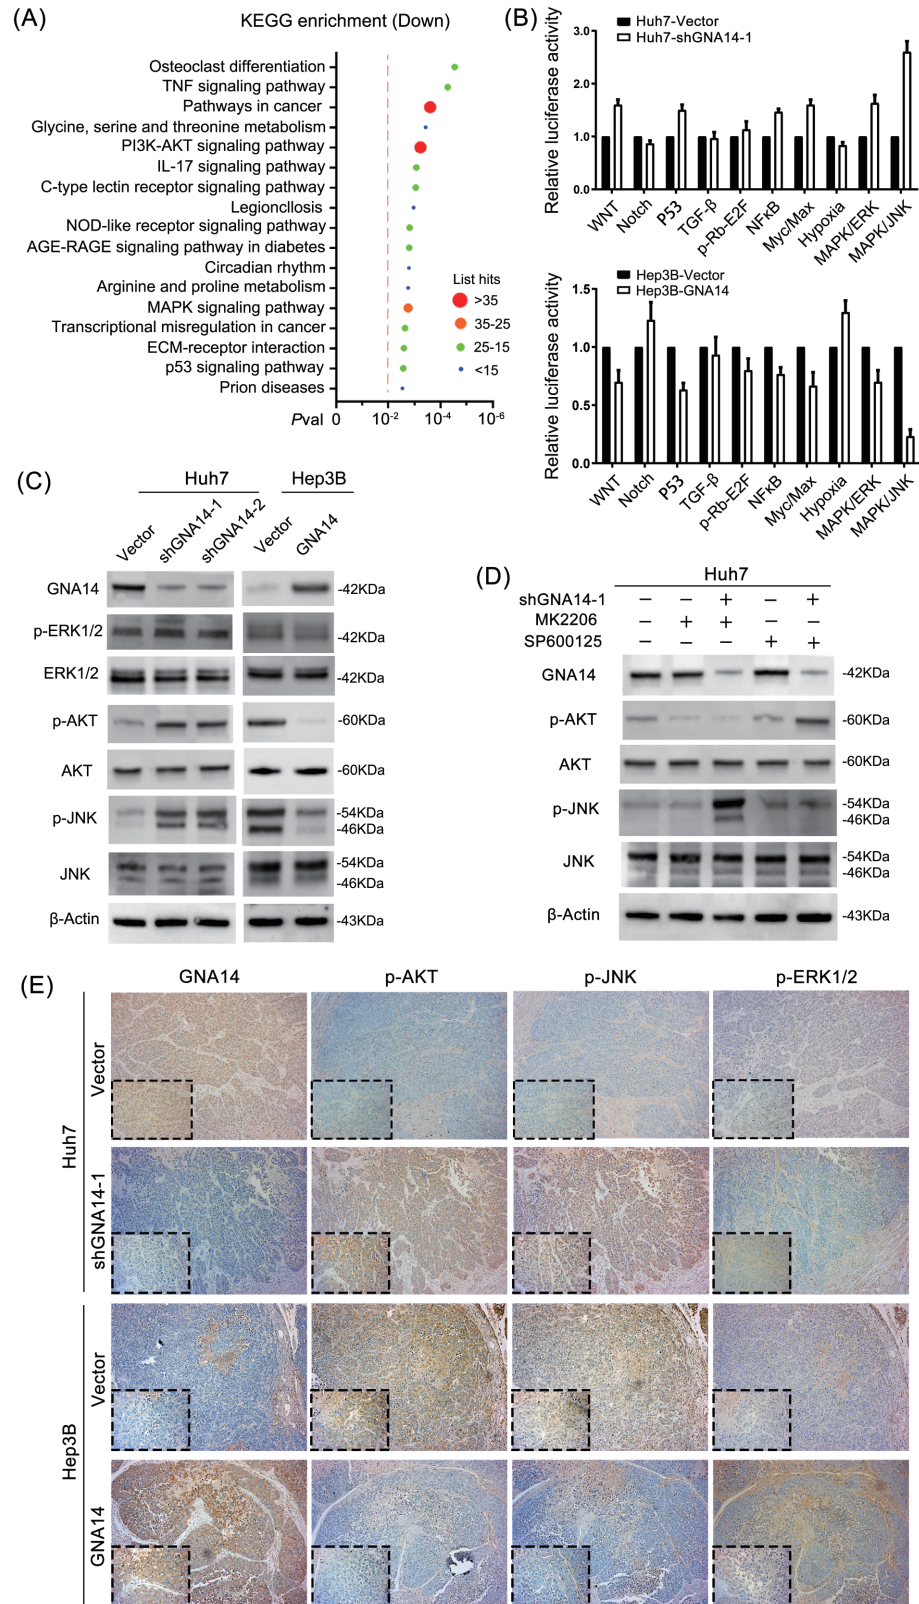 (A)
KEGG enrichment (Down)
Osteoclast differentiation
TNF signaling pathway
Pathways in cancer
Glycine, serine and threonine metabolism
PI3K-AKT signaling pathway
IL-17 signaling pathway
C-type lectin receptor signaling pathway
Legioncllosis
NOD-like receptor signaling pathway
AGE-RAGE signaling pathway in diabetes
Circadian rhythm
Arginine and proline metabolism
MAPK signaling pathway
Transcriptional misregulation in cancer
ECM-receptor interaction
p53 signaling pathway
Prion diseases
List hits
>35
35-25
25-15
<15
Pval 0 10-2 10-4 10-6
(B)
Huh7-Vector
Huh7-shGNA14-1
Relative luciferase activity
3.0
2.0
1.0
0.0
WNT Notch P53 TGF-β p-Rb-E2F NFκB Myc/Max Hypoxia MAPK/ERK MAPK/JNK
Hep3B-Vector
Hep3B-GNA14
Relative luciferase activity
1.5
1.0
0.5
0.0
WNT Notch P53 TGF-β p-Rb-E2F NFκB Myc/Max Hypoxia MAPK/ERK MAPK/JNK
(C)
Huh7 Hep3B
Vector shGNA14-1 shGNA14-2 Vector GNA14
GNA14 -42KDa
p-ERK1/2 -42KDa
ERK1/2 -42KDa
p-AKT -60KDa
AKT -60KDa
p-JNK -54KDa
-46KDa
JNK -54KDa
-46KDa
β-Actin -43KDa
(D)
Huh7
shGNA14-1 − − + − +
MK2206 − + + − −
SP600125 − − − + +
GNA14 -42KDa
p-AKT -60KDa
AKT -60KDa
p-JNK -54KDa
-46KDa
JNK -54KDa
-46KDa
β-Actin -43KDa
(E)
GNA14 p-AKT p-JNK p-ERK1/2
Huh7
Vector
shGNA14-1
Hep3B
Vector
GNA14